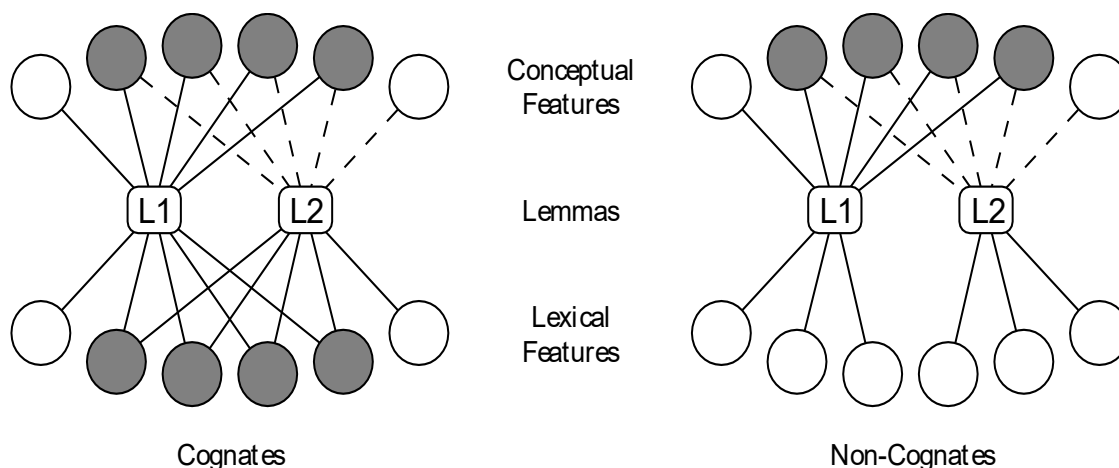 Conceptual
Features
L1
L2
Lemmas
L1
L2
Lexical
Features
Cognates
Non-Cognates